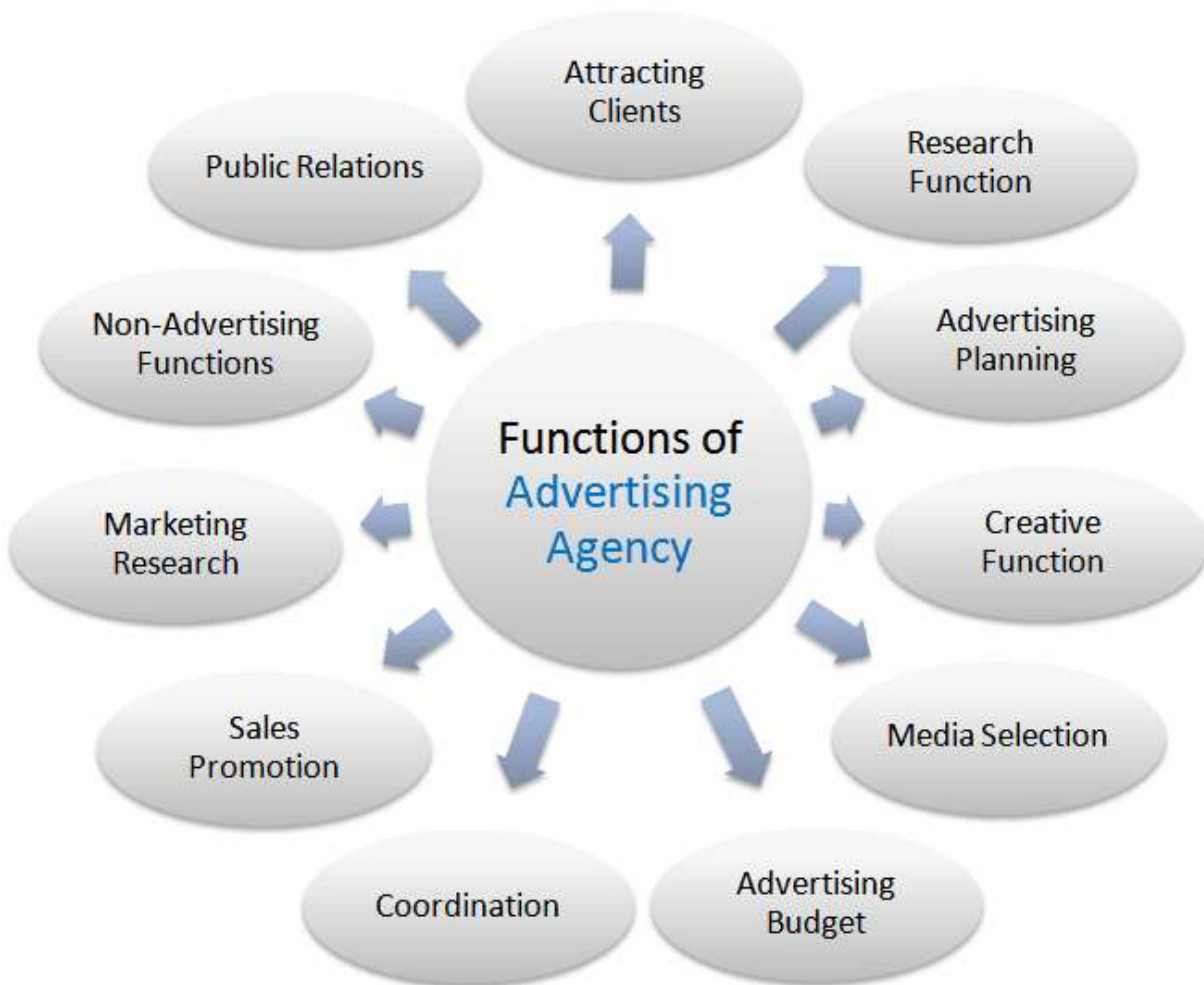 Functions of
Advertising
Agency
Attracting
Clients
Research
Function
Advertising
Planning
Creative
Function
Media Selection
Advertising
Budget
Coordination
Sales
Promotion
Marketing
Research
Non-Advertising
Functions
Public Relations